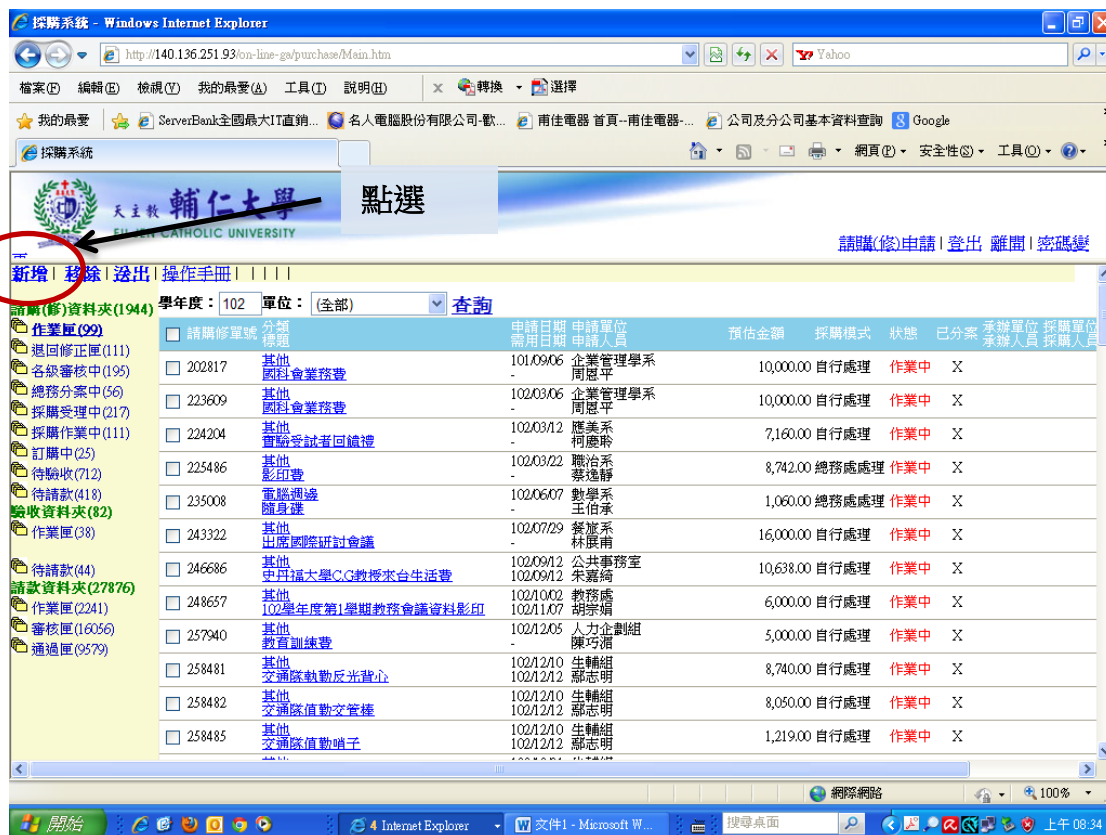 採購系統 - Windows Internet Explorer
http://140.136.251.93/on-line-ga/purchase/Main.htm
Yahoo
檔案(F) 編輯(E) 檢視(V) 我的最愛(A) 工具(T) 說明(H) x 轉換 選擇
我的最愛 ServerBank全國最大IT直銷... 名人電腦股份有限公司-歡... 甫佳電器 首頁--甫佳電器-... 公司及分公司基本資料查詢 Google
採購系統 網頁(P) 安全性(S) 工具(O)
天主教 輔仁大學
FU JEN CATHOLIC UNIVERSITY
點選
請購(修)申請 | 登出 離開 | 密碼變
更
新增 | 移除 | 送出 | 操作手冊 | | | | |
請購(修)資料夾(1944)
作業匣(99)
退回修正匣(111)
各級審核中(195)
總務分案中(56)
採購受理中(217)
採購作業中(111)
訂購中(25)
待驗收(712)
待請款(418)
驗收資料夾(82)
作業匣(38)
待請款(44)
請款資料夾(27876)
作業匣(2241)
審核匣(16056)
通過匣(9579)
學年度： 102 單位： (全部) 查詢
請購修單號 分類 申請日期 申請單位 預估金額 採購模式 狀態 已分案 承辦單位 採購單位
標題 需用日期 申請人員 承辦人員 採購人員
202817 其他 101/09/06 企業管理學系 10,000.00 自行處理 作業中 X
國科會業務費 - 周恩平
223609 其他 102/03/06 企業管理學系 10,000.00 自行處理 作業中 X
國科會業務費 - 周恩平
224204 其他 102/03/12 應美系 7,160.00 自行處理 作業中 X
實驗受試者回饋禮 - 柯慶聆
225486 其他 102/03/22 職治系 8,742.00 總務處處理 作業中 X
影印費 - 蔡逸靜
235008 電腦週邊 102/06/07 數學系 1,060.00 總務處處理 作業中 X
隨身碟 - 王伯承
243322 其他 102/07/29 餐旅系 16,000.00 自行處理 作業中 X
出席國際研討會議 - 林展甫
246686 其他 102/09/12 公共事務室 10,638.00 自行處理 作業中 X
史丹福大學C.G教授來台生活費 102/09/12 朱嘉綺
248657 其他 102/10/02 教務處 6,000.00 自行處理 作業中 X
102學年度第1學期教務會議資料影印 102/11/07 胡宗娟
257940 其他 102/12/05 人力企劃組 5,000.00 自行處理 作業中 X
教育訓練費 - 陳巧湄
258481 其他 102/12/10 生輔組 8,740.00 自行處理 作業中 X
交通隊執勤反光背心 102/12/12 鄢志明
258482 其他 102/12/10 生輔組 8,050.00 自行處理 作業中 X
交通隊值勤交管棒 102/12/12 鄢志明
258485 其他 102/12/10 生輔組 1,219.00 自行處理 作業中 X
交通隊值勤哨子 102/12/12 鄢志明
網際網路 100%
開始 4 Internet Explorer 文件1 - Microsoft W... 搜尋桌面 上午 08:34